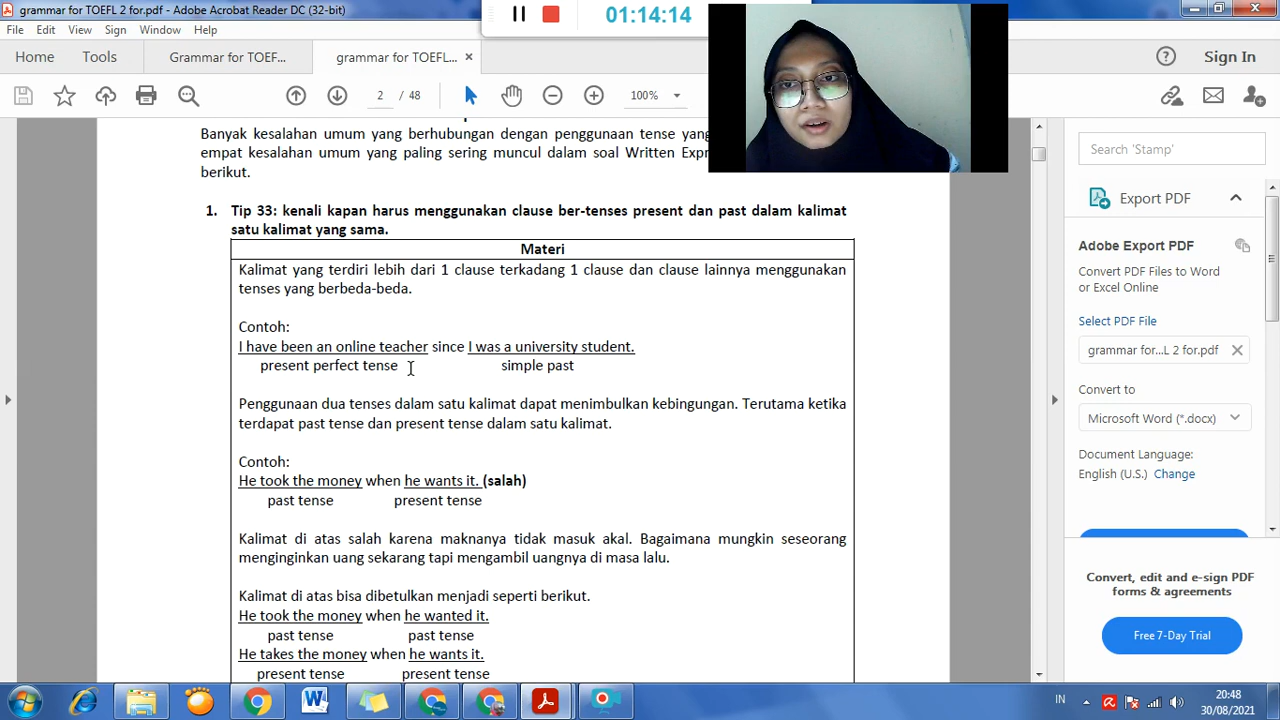 grammar for TOEFL 2 for.pdf - Adobe Acrobat Reader DC (32-bit)
01:14:14
File Edit View Sign Window Help
Home Tools Grammar for TOEF... grammar for TOEFL... × Sign In
2 / 48 100%
Banyak kesalahan umum yang berhubungan dengan penggunaan tense yang
empat kesalahan umum yang paling sering muncul dalam soal Written
berikut.
1. Tip 33: kenali kapan harus menggunakan clause ber-tenses present dan past dalam kalimat
satu kalimat yang sama.
Materi
Kalimat yang terdiri lebih dari 1 clause terkadang 1 clause dan clause lainnya menggunakan
tenses yang berbeda-beda.
Contoh:
I have been an online teacher since I was a university student.
present perfect tense simple past
Penggunaan dua tenses dalam satu kalimat dapat menimbulkan kebingungan. Terutama ketika
terdapat past tense dan present tense dalam satu kalimat.
Contoh:
He took the money when he wants it. (salah)
past tense present tense
Kalimat di atas salah karena maknanya tidak masuk akal. Bagaimana mungkin seseorang
menginginkan uang sekarang tapi mengambil uangnya di masa lalu.
Kalimat di atas bisa dibetulkan menjadi seperti berikut.
He took the money when he wanted it.
past tense past tense
He takes the money when he wants it.
present tense present tense
Search 'Stamp'
Export PDF
Adobe Export PDF
Convert PDF Files to Word
or Excel Online
Select PDF File
grammar for...L 2 for.pdf ×
Convert to
Microsoft Word (*.docx)
Document Language:
English (U.S.) Change
Convert, edit and e-sign PDF
forms & agreements
Free 7-Day Trial
IN
20:48
30/08/2021